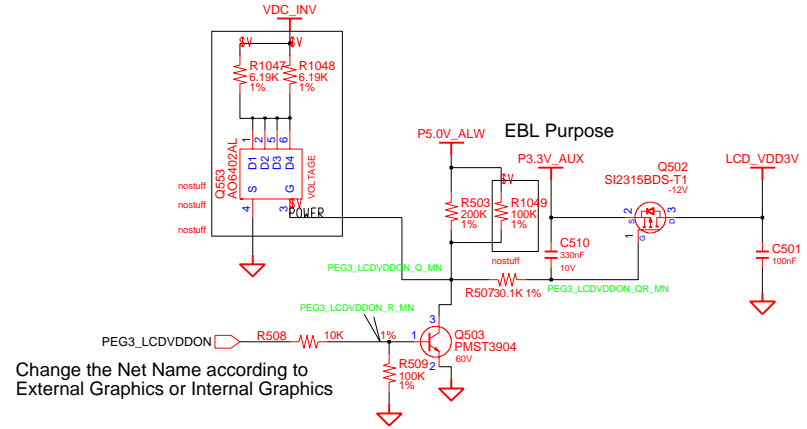 VDC_INV
$V
$V
R1047
6.19K
1%
R1048
6.19K
1%
1
2
5
6
D1
D2
D3
D4
S
G
4
3
Q553
AO6402AL
VOLTAGE
$V
POWER
nostuff
nostuff
nostuff
P5.0V_ALW
EBL Purpose
$V
R503
200K
1%
R1049
100K
1%
nostuff
P3.3V_AUX
C510
330nF
10V
Q502
SI2315BDS-T1
-12V
2
3
S
D
1
G
LCD_VDD3V
C501
100nF
PEG3_LCDVDDON_Q_MN
R507
30.1K 1%
PEG3_LCDVDDON_QR_MN
PEG3_LCDVDDON_R_MN
PEG3_LCDVDDON
R508
10K
1%
1
3
2
Q503
PMST3904
60V
R509
100K
1%
Change the Net Name according to
External Graphics or Internal Graphics